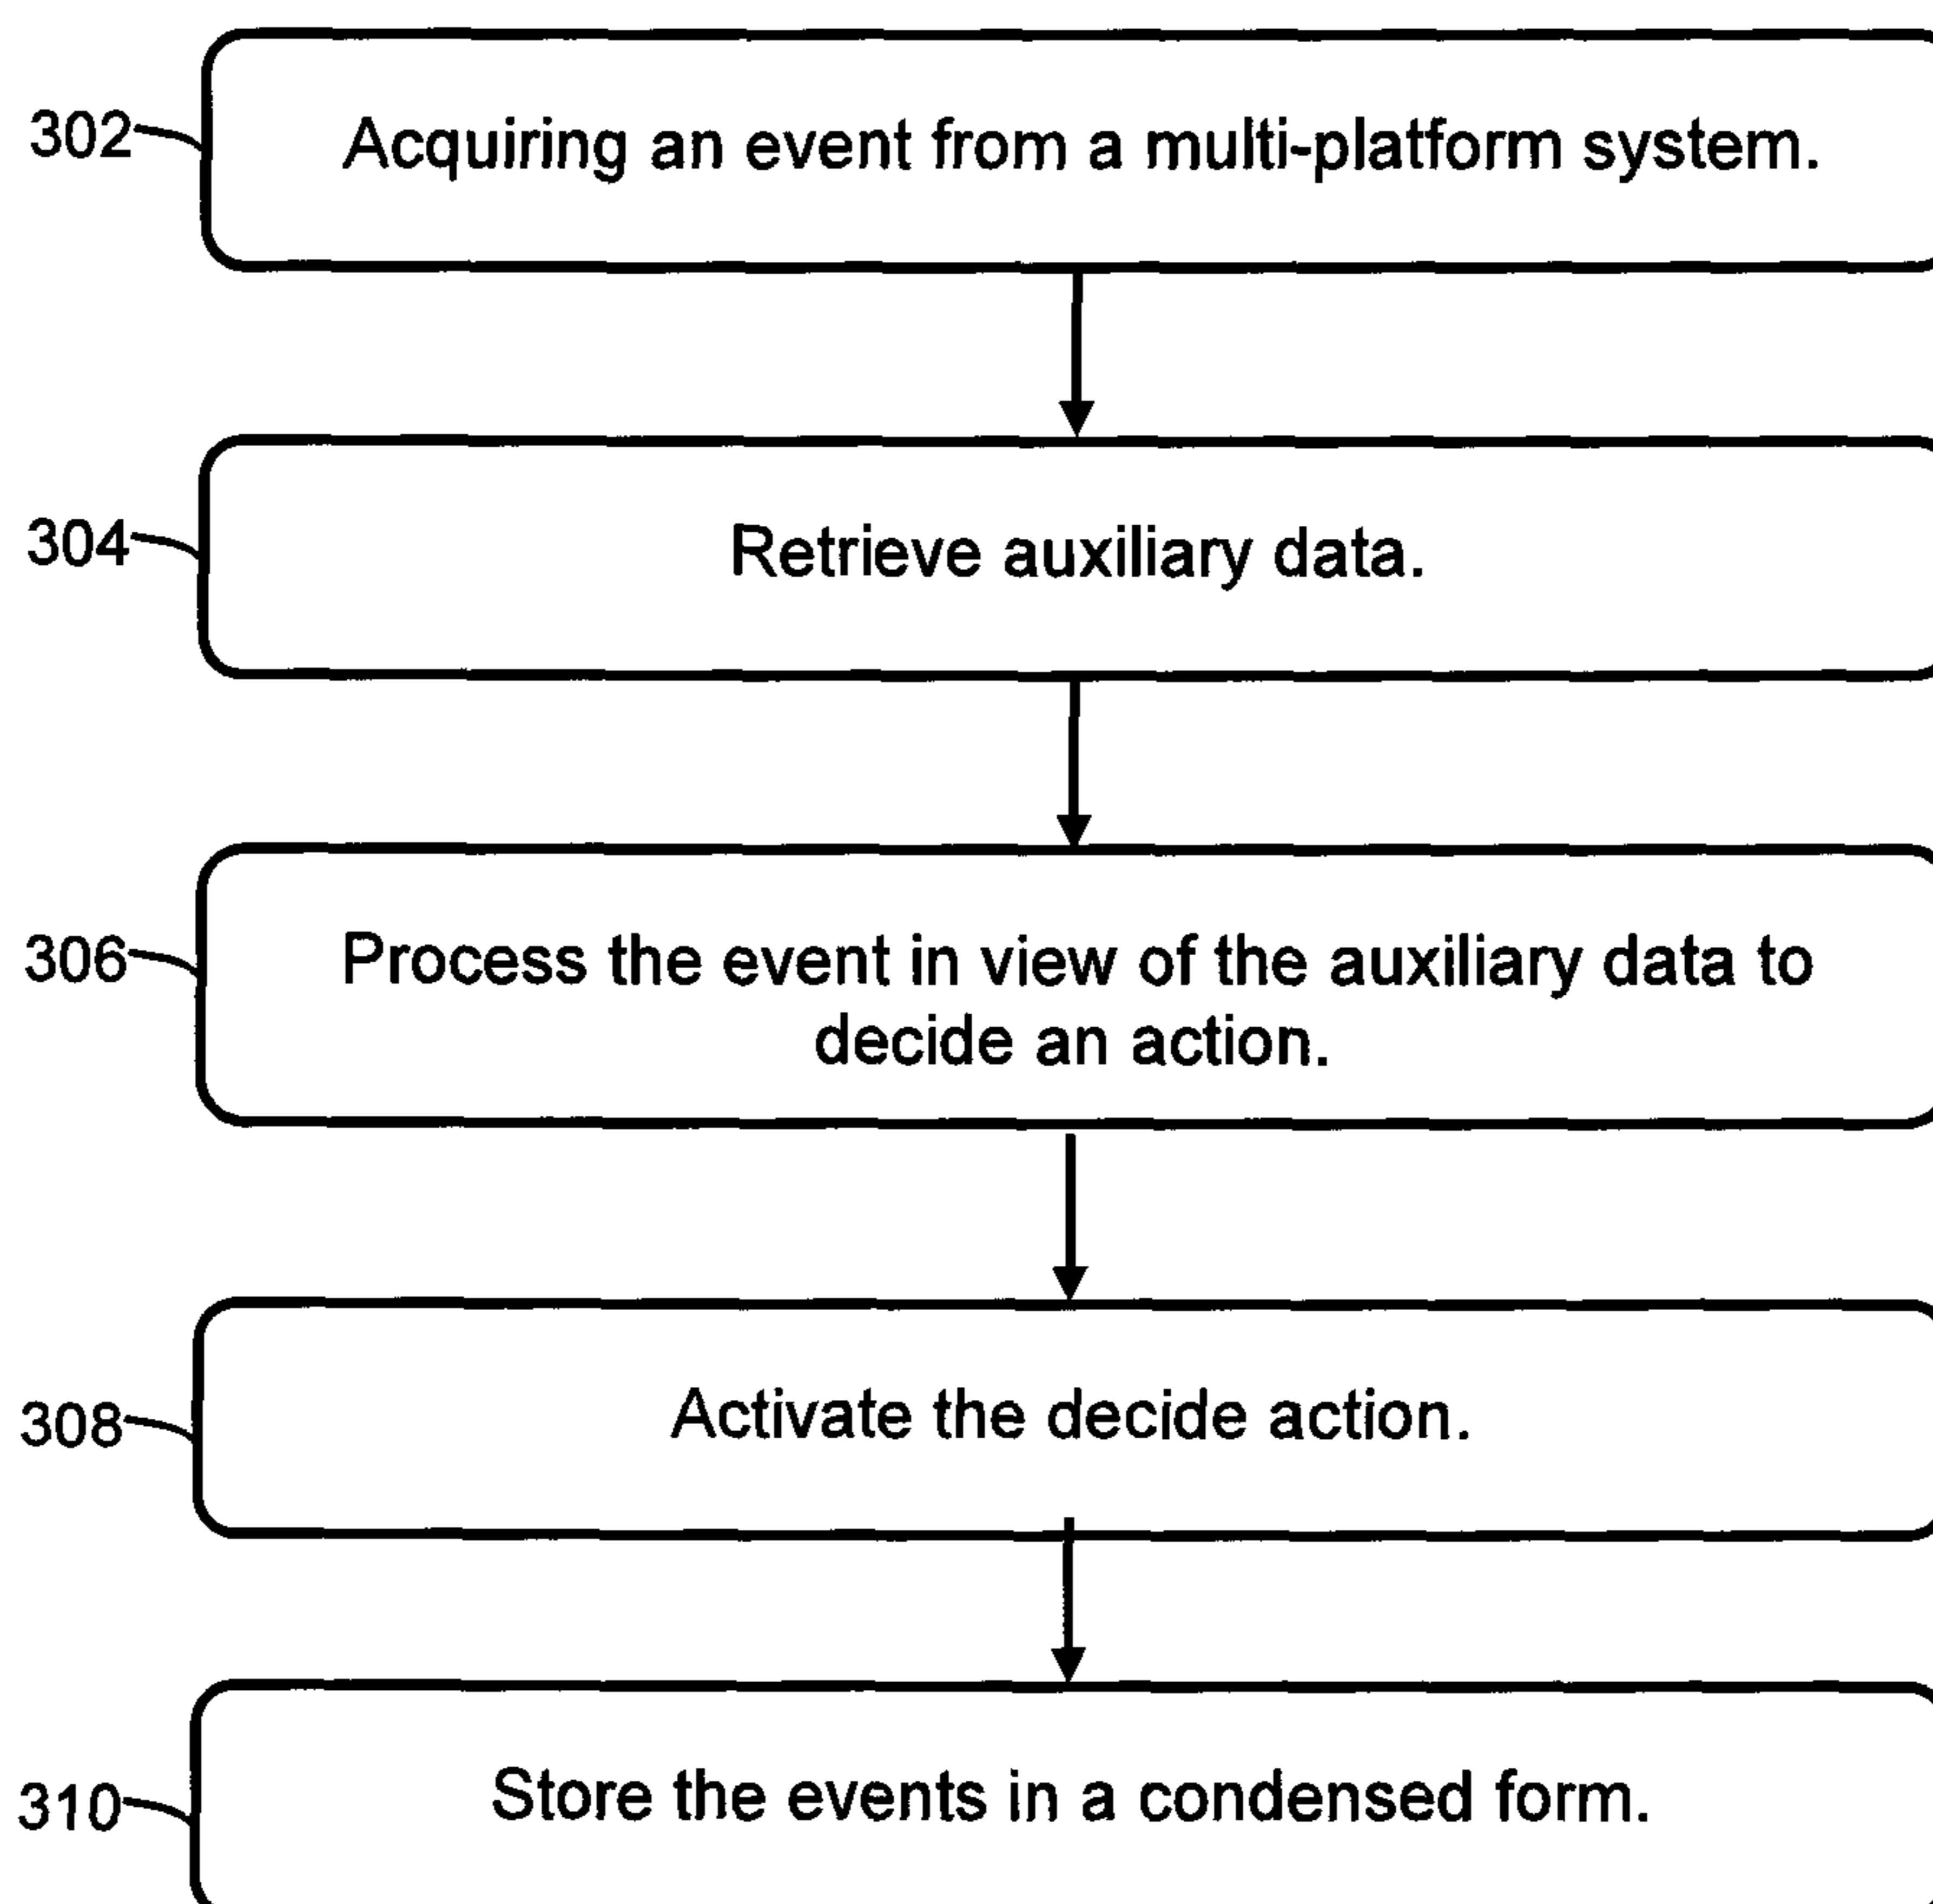 302
Acquiring an event from a multi-platform system.
304
Retrieve auxiliary data.
306
Process the event in view of the auxiliary data to
decide an action.
308
Activate the decide action.
310
Store the events in a condensed form.